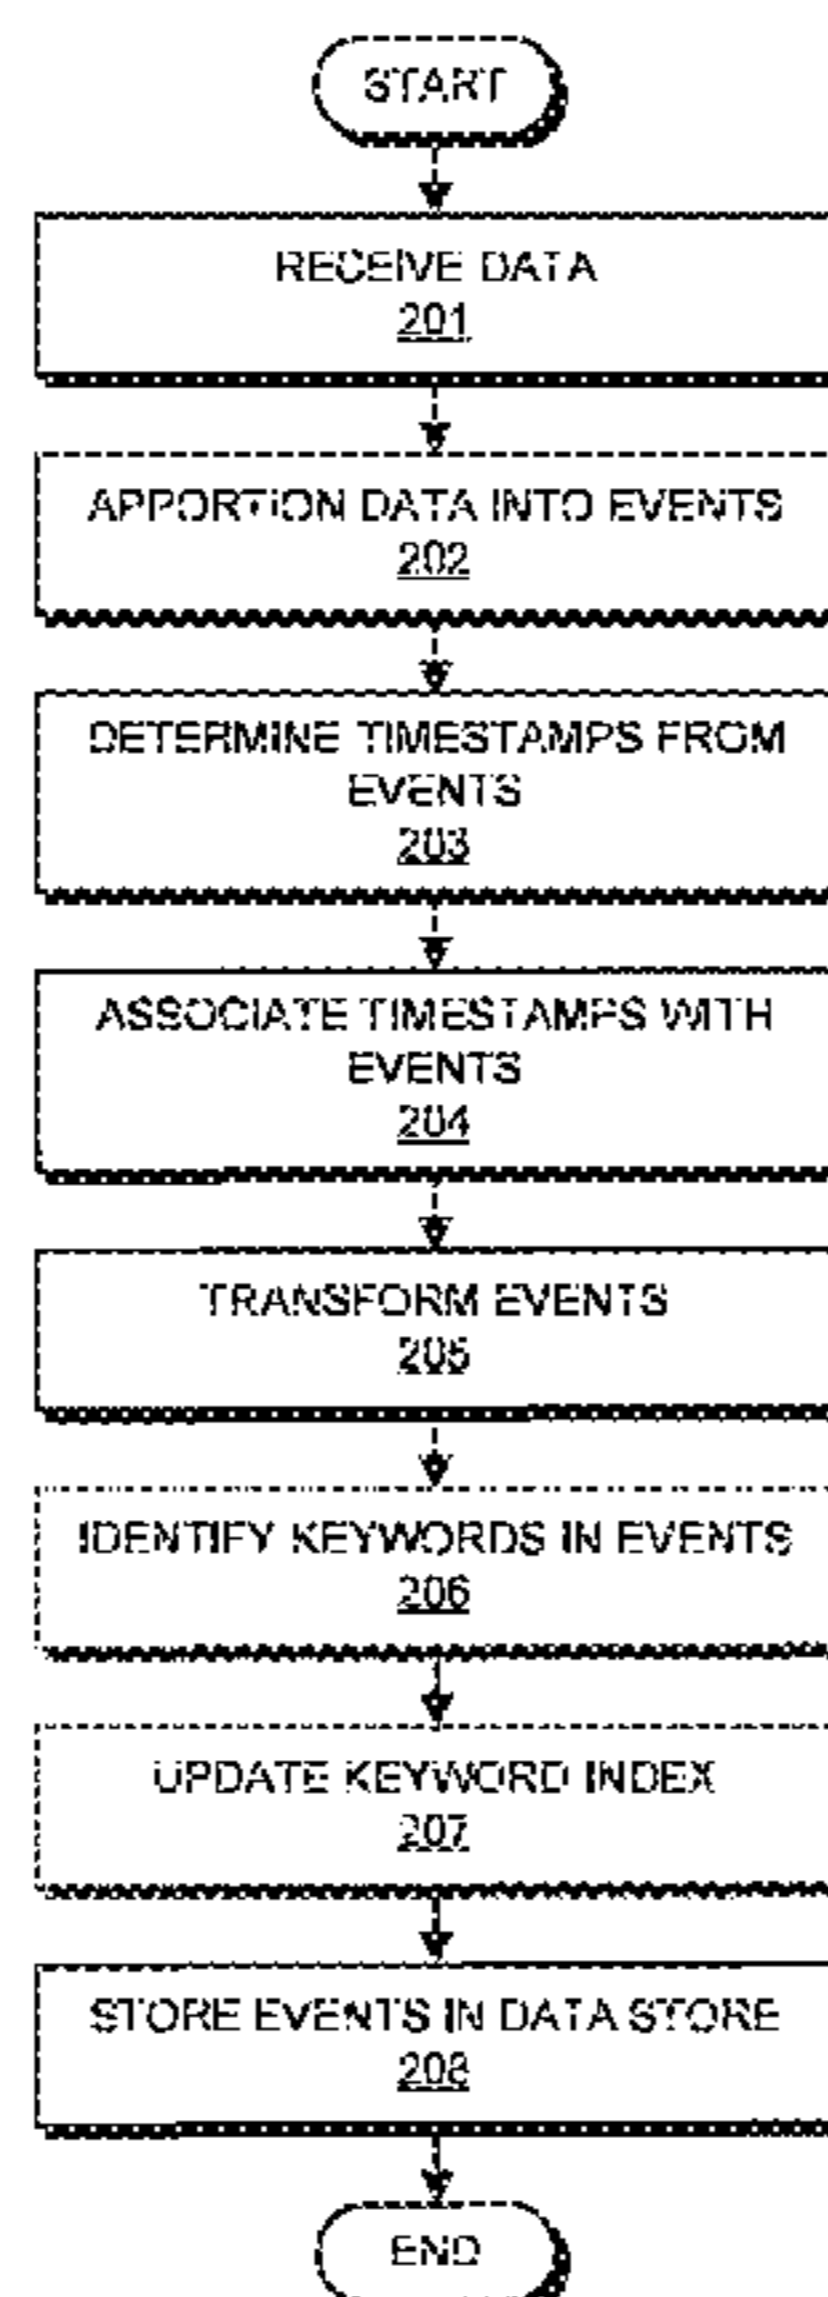 START
RECEIVE DATA
201
APPORTION DATA INTO EVENTS
202
DETERMINE TIMESTAMPS FROM
EVENTS
203
ASSOCIATE TIMESTAMPS WITH
EVENTS
204
TRANSFORM EVENTS
205
IDENTIFY KEYWORDS IN EVENTS
206
UPDATE KEYWORD INDEX
207
STORE EVENTS IN DATA STORE
208
END